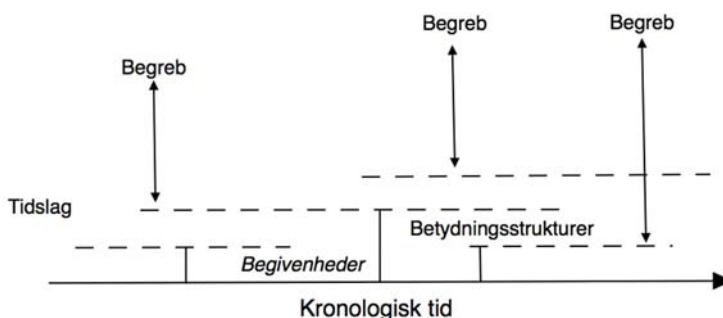 Begreb
Begreb
Begreb
Tidslag
Betydningsstrukturer
Begivenheder
Kronologisk tid